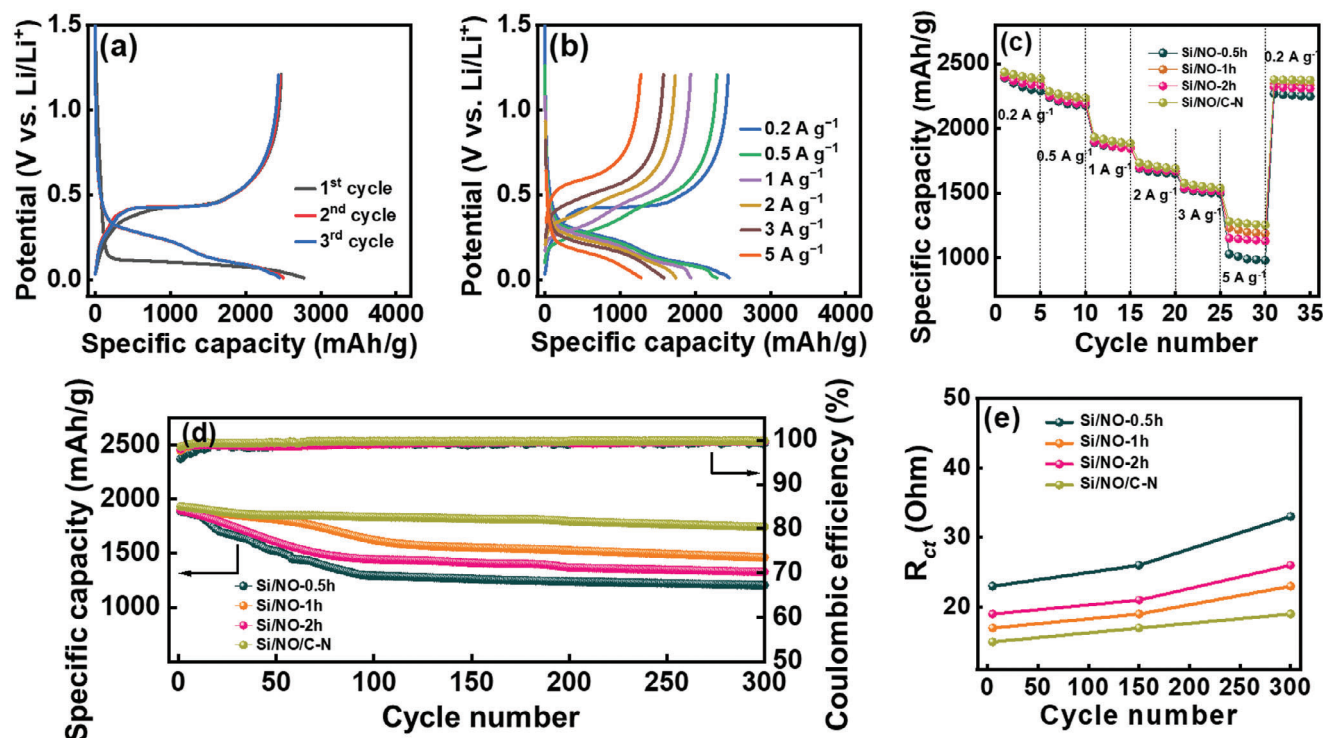 (a)
Potential (V vs. Li/Li⁺)
1.5
1.0
0.5
0.0
1ˢᵗ cycle
2ⁿᵈ cycle
3ʳᵈ cycle
0 1000 2000 3000 4000
Specific capacity (mAh/g)
(b)
Potential (V vs. Li/Li⁺)
1.5
1.0
0.5
0.0
0.2 A g⁻¹
0.5 A g⁻¹
1 A g⁻¹
2 A g⁻¹
3 A g⁻¹
5 A g⁻¹
0 1000 2000 3000 4000
Specific capacity (mAh/g)
(c)
Specific capacity (mAh/g)
2500
2000
1500
1000
Si/NO-0.5h
Si/NO-1h
Si/NO-2h
Si/NO/C-N
0.2 A g⁻¹
0.2 A g⁻¹
0.5 A g⁻¹
1 A g⁻¹
2 A g⁻¹
3 A g⁻¹
5 A g⁻¹
0 5 10 15 20 25 30 35
Cycle number
(d)
Specific capacity (mAh/g)
2500
2000
1500
1000
Si/NO-0.5h
Si/NO-1h
Si/NO-2h
Si/NO/C-N
100
90
80
70
60
50
Coulombic efficiency (%)
0 50 100 150 200 250 300
Cycle number
(e)
R_ct (Ohm)
50
40
30
20
Si/NO-0.5h
Si/NO-1h
Si/NO-2h
Si/NO/C-N
0 50 100 150 200 250 300
Cycle number